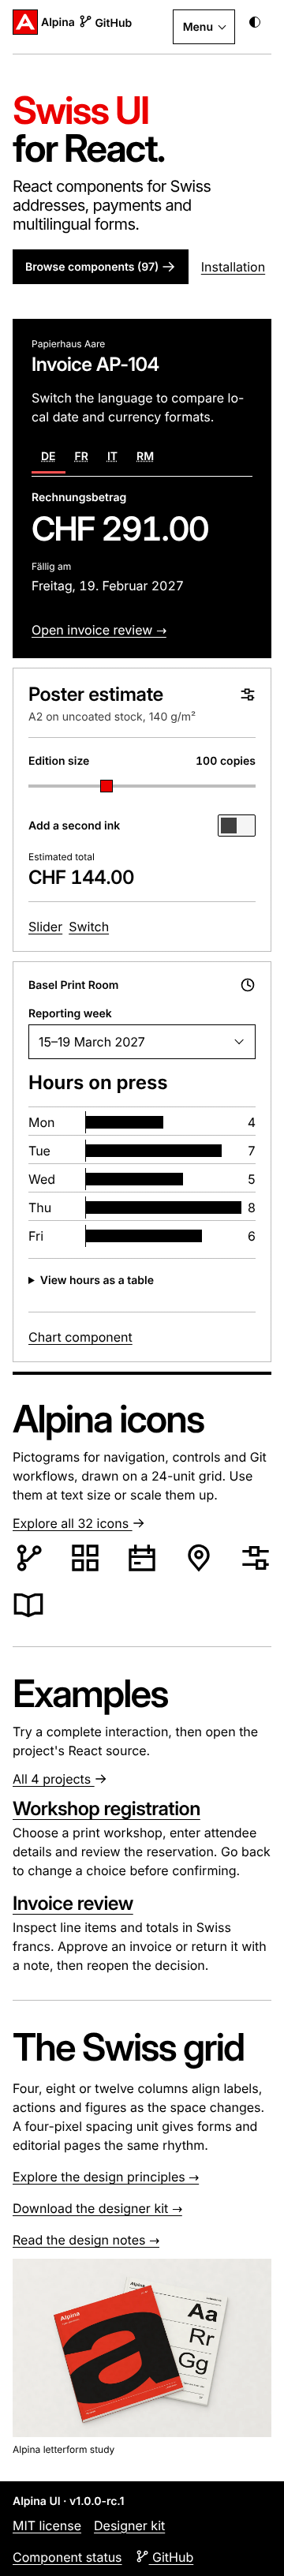 A Alpina GitHub Menu
Swiss UI
for React.
React components for Swiss
addresses, payments and
multilingual forms.
Browse components (97) → Installation
Papierhaus Aare
Invoice AP-104
Switch the language to compare lo-
cal date and currency formats.
DE FR IT RM
Rechnungsbetrag
CHF 291.00
Fällig am
Freitag, 19. Februar 2027
Open invoice review →
Poster estimate
A2 on uncoated stock, 140 g/m²
Edition size 100 copies
Add a second ink
Estimated total
CHF 144.00
Slider Switch
Basel Print Room
Reporting week
15–19 March 2027
Hours on press
Mon 4
Tue 7
Wed 5
Thu 8
Fri 6
View hours as a table
Chart component
Alpina icons
Pictograms for navigation, controls and Git
workflows, drawn on a 24-unit grid. Use
them at text size or scale them up.
Explore all 32 icons →
Examples
Try a complete interaction, then open the
project's React source.
All 4 projects →
Workshop registration
Choose a print workshop, enter attendee
details and review the reservation. Go back
to change a choice before confirming.
Invoice review
Inspect line items and totals in Swiss
francs. Approve an invoice or return it with
a note, then reopen the decision.
The Swiss grid
Four, eight or twelve columns align labels,
actions and figures as the space changes.
A four-pixel spacing unit gives forms and
editorial pages the same rhythm.
Explore the design principles →
Download the designer kit →
Read the design notes →
Alpina
a
Aa
Rr
Gg
Alpina letterform study
Alpina UI · v1.0.0-rc.1
MIT license Designer kit
Component status GitHub